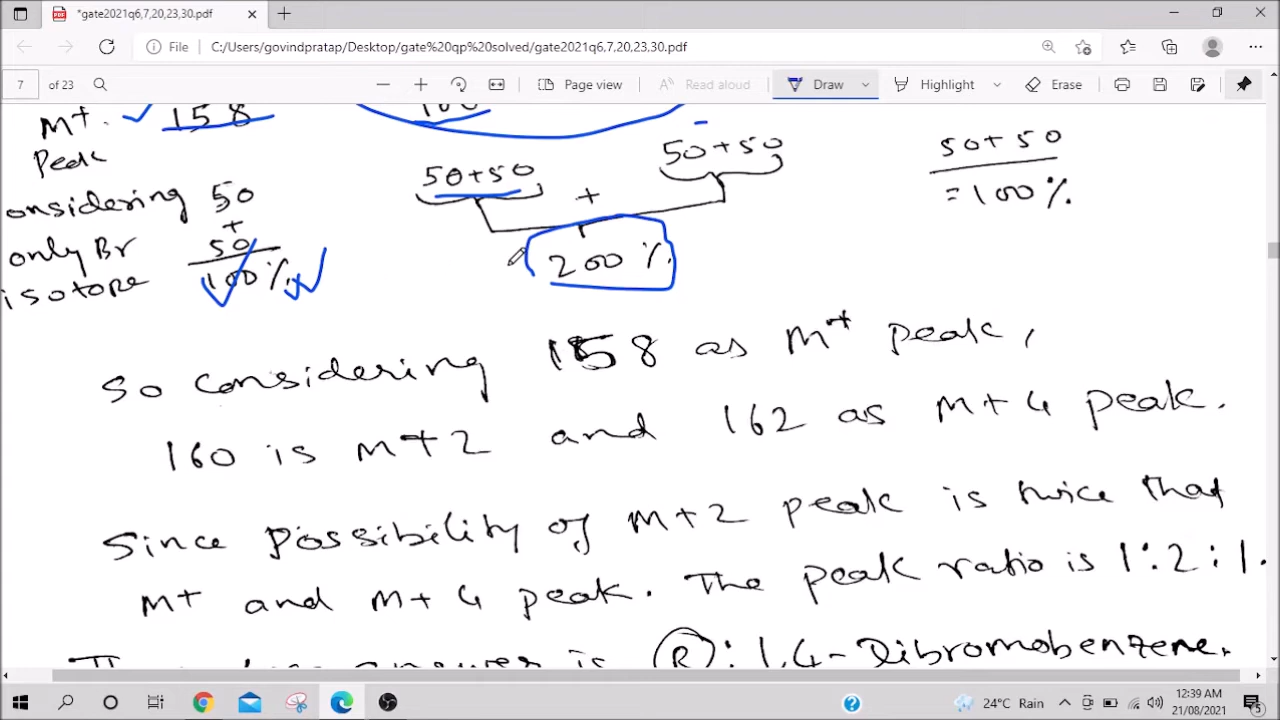 *gate2021q6,7,20,23,30.pdf
File C:/Users/govindpratap/Desktop/gate%20qp%20solved/gate2021q6,7,20,23,30.pdf
7 of 23 Page view Read aloud Draw Highlight Erase
M+. 158
Peak
onsidering 50
+
only Br 50
isotope 100%
50+50 + 50+50
200 %
50+50
=100%
So considering 158 as M+ peak,
160 is M+2 and 162 as M+4 peak.
Since possibility of M+2 peak is twice that
M+ and M+4 peak. The peak ratio is 1:2:1.
answer is (R): 1,4-Dibromobenzene.
24°C Rain 12:39 AM
21/08/2021
5